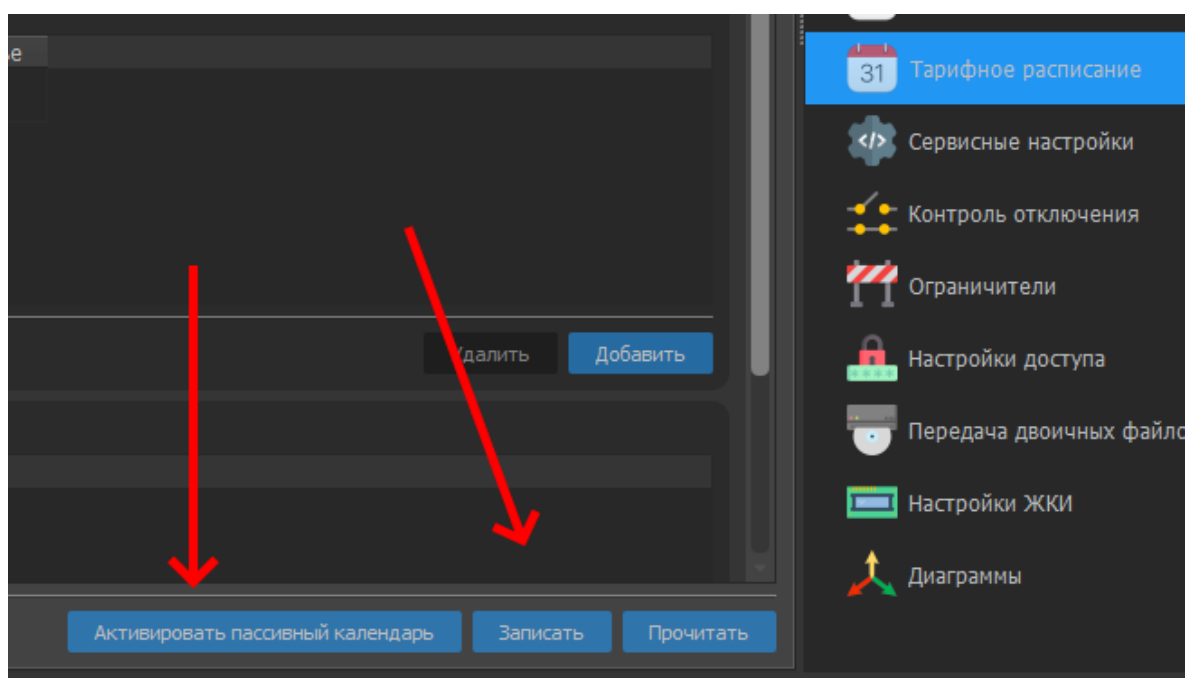 ье
31
Тарифное расписание
</>
Сервисные настройки
Контроль отключения
Ограничители
Удалить
Добавить
Настройки доступа
Передача двоичных файло
Настройки ЖКИ
Диаграммы
Активировать пассивный календарь
Записать
Прочитать